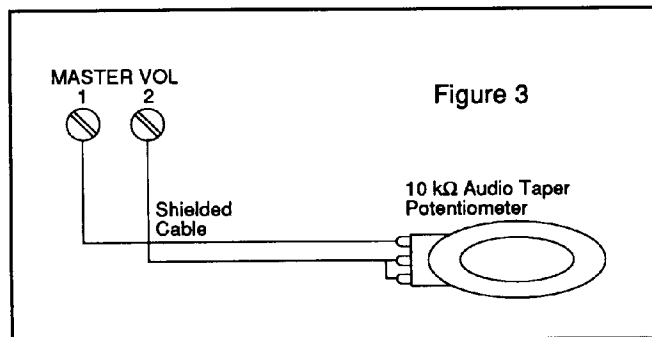 MASTER VOL
1 2
Figure 3
10 kΩ Audio Taper
Potentiometer
Shielded
Cable